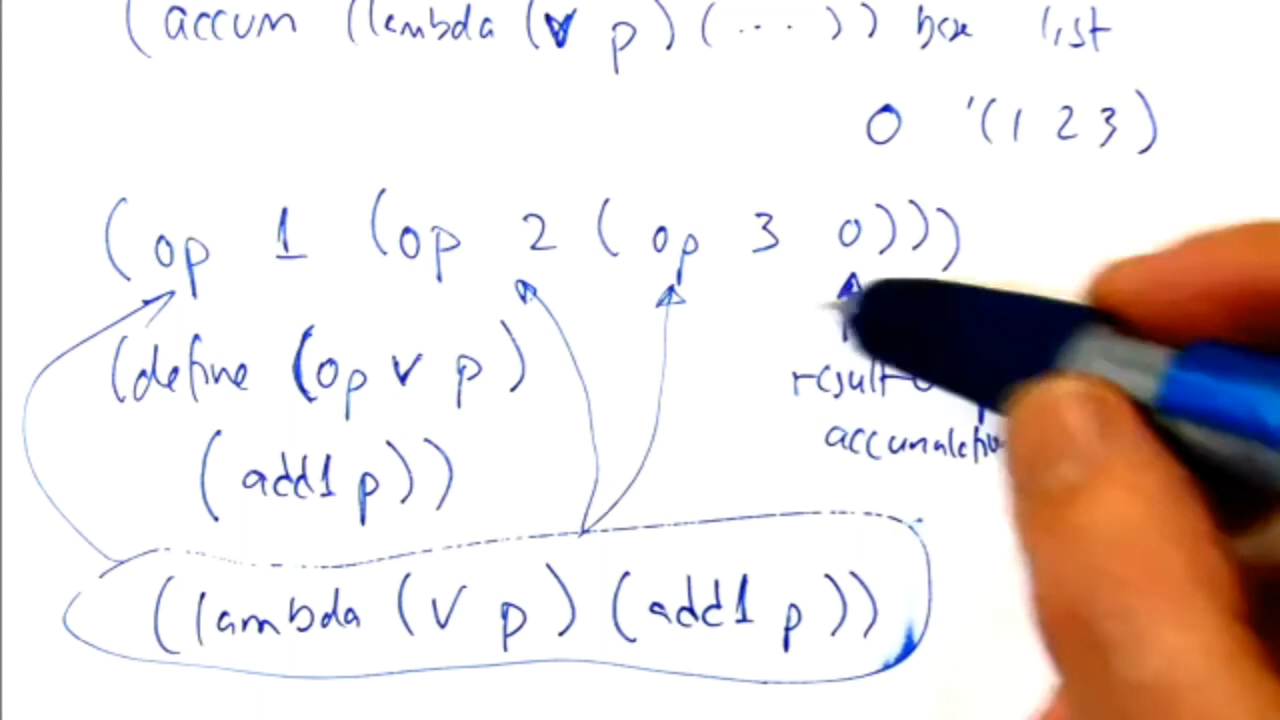 (accum (lambda (v p) (...)) base list
0 '(1 2 3)
(op 1 (op 2 (op 3 0)))
(define (op v p)
(add1 p))
result
((lambda (v p) (add1 p))